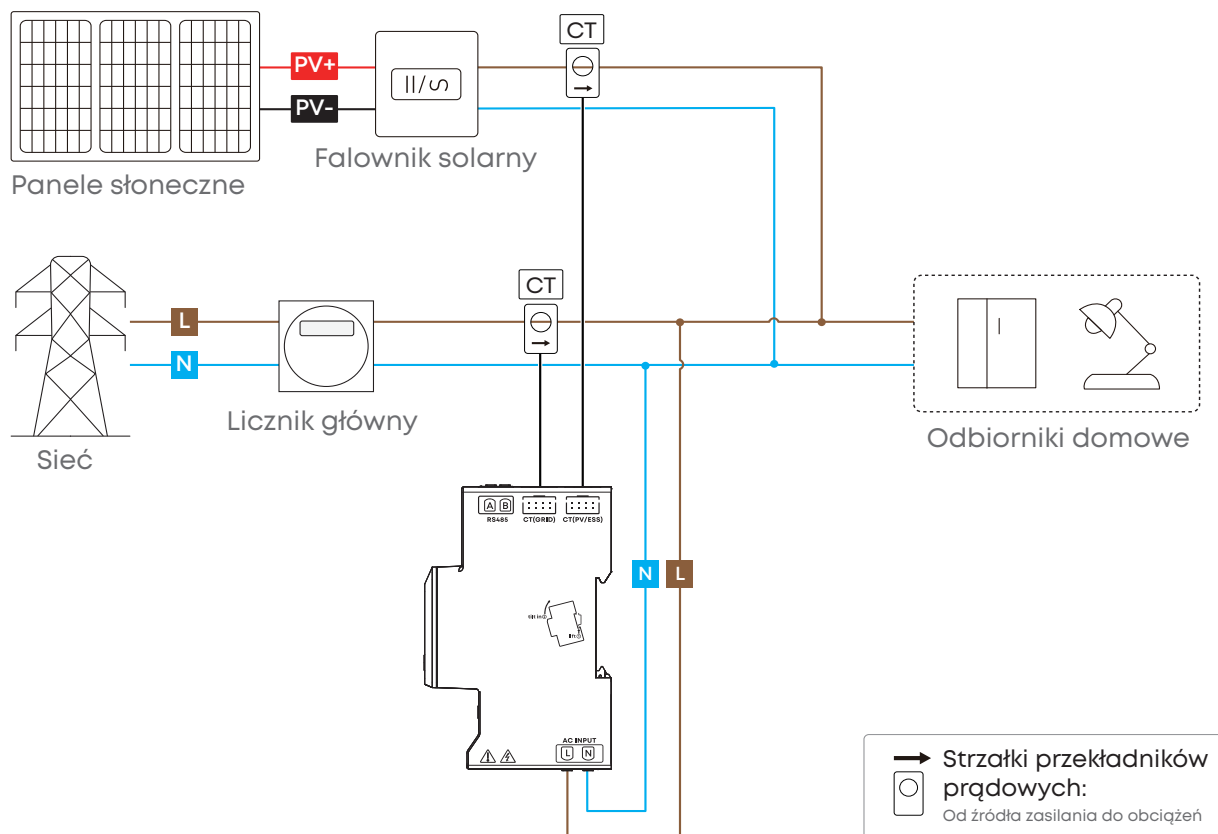 CT
PV+
PV-
Falownik solarny
Panele słoneczne
CT
L
N
Licznik główny
Sieć
Odbiorniki domowe
A B
RS485 CT(GRID) CT(PV/ESS)
N L
AC INPUT
L N
Strzałki przekładników
prądowych:
Od źródła zasilania do obciążeń